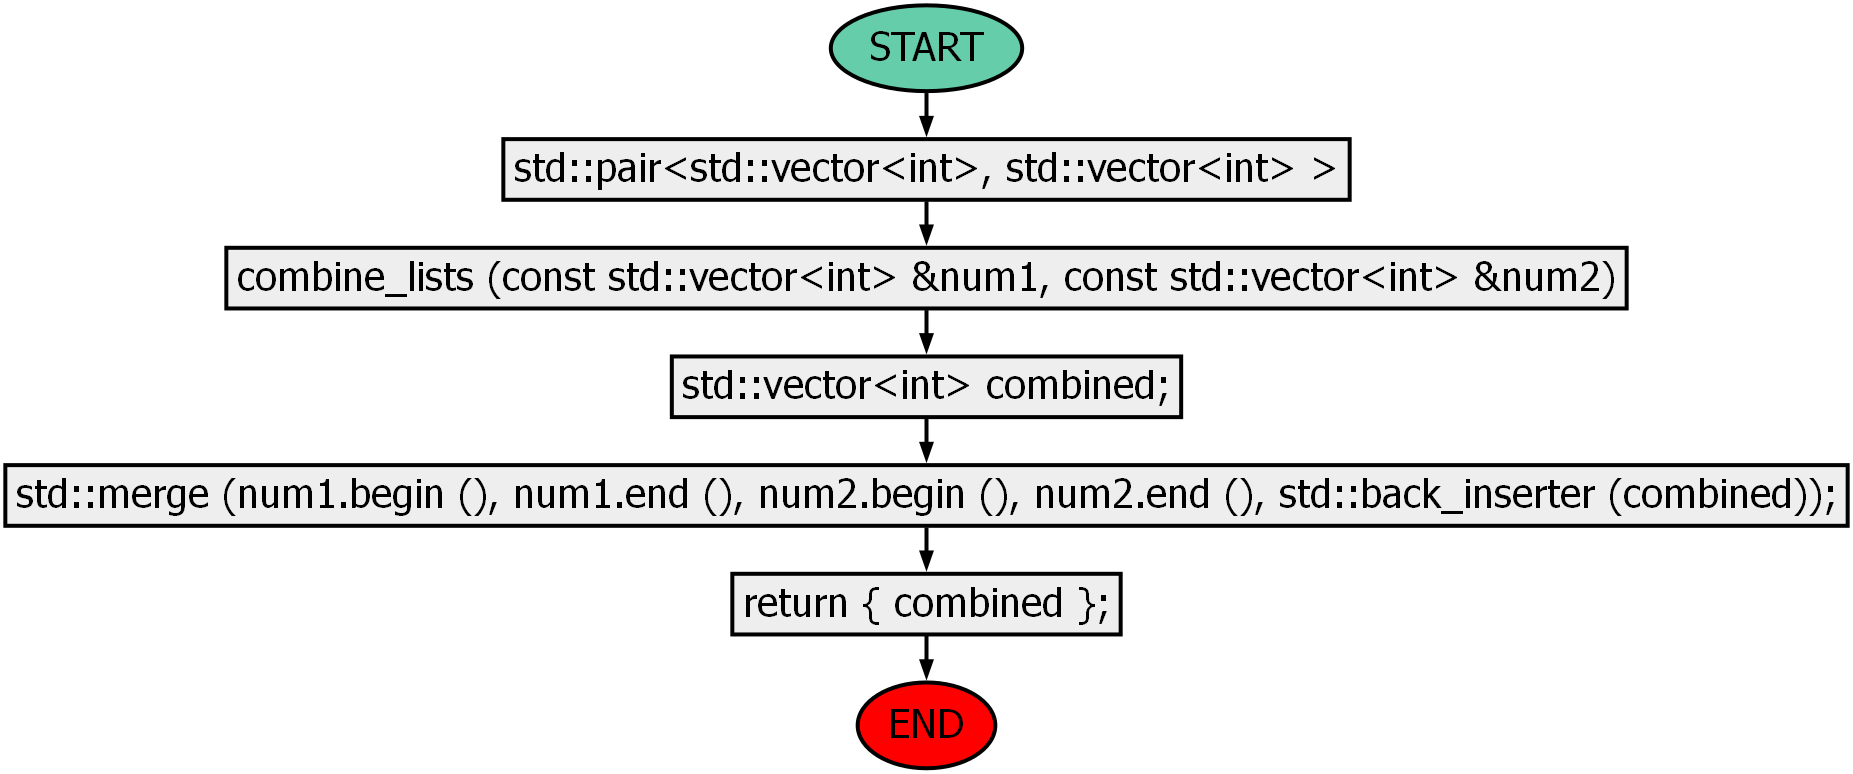 START
std::pair<std::vector<int>, std::vector<int> >
combine_lists (const std::vector<int> &num1, const std::vector<int> &num2)
std::vector<int> combined;
std::merge (num1.begin (), num1.end (), num2.begin (), num2.end (), std::back_inserter (combined));
return { combined };
END